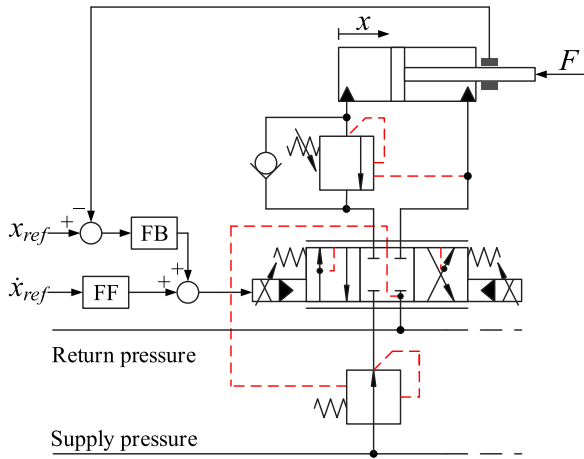 x
F
x_ref
+
−
FB
ẋ_ref
FF
+
+
Return pressure
Supply pressure